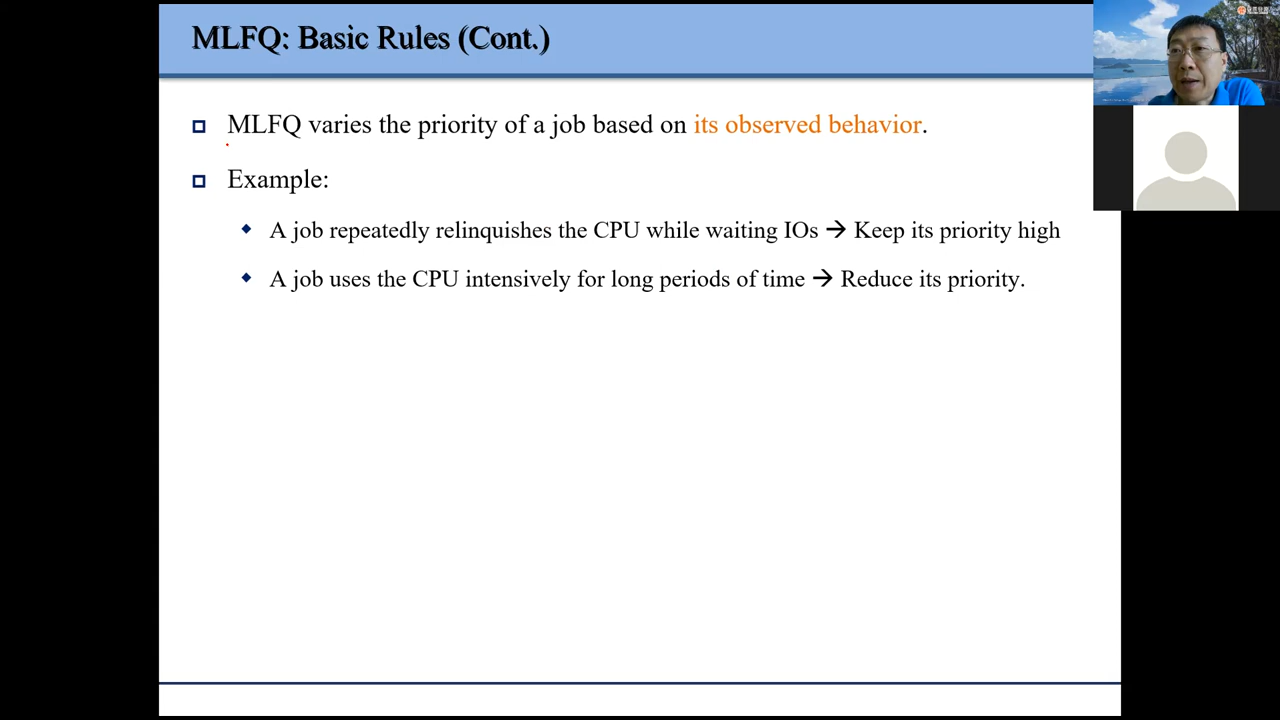 MLFQ: Basic Rules (Cont.)
MLFQ varies the priority of a job based on its observed behavior.
Example:
A job repeatedly relinquishes the CPU while waiting IOs → Keep its priority high
A job uses the CPU intensively for long periods of time → Reduce its priority.